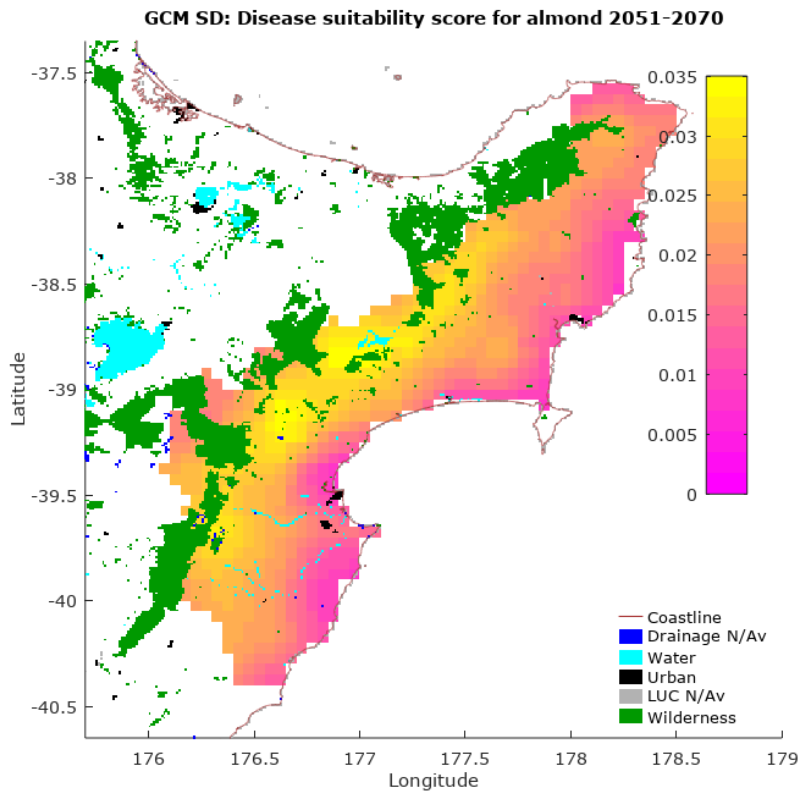 GCM SD: Disease suitability score for almond 2051-2070
-37.5
-38
-38.5
-39
-39.5
-40
-40.5
Latitude
176
176.5
177
177.5
178
178.5
179
Longitude
0.035
0.03
0.025
0.02
0.015
0.01
0.005
0
Coastline
Drainage N/Av
Water
Urban
LUC N/Av
Wilderness